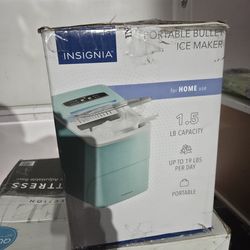 INSIGNIA
PORTABLE BULLET
ICE MAKER
for HOME use
1.5
LB CAPACITY
UP TO 19 LBS
PER DAY
PORTABLE